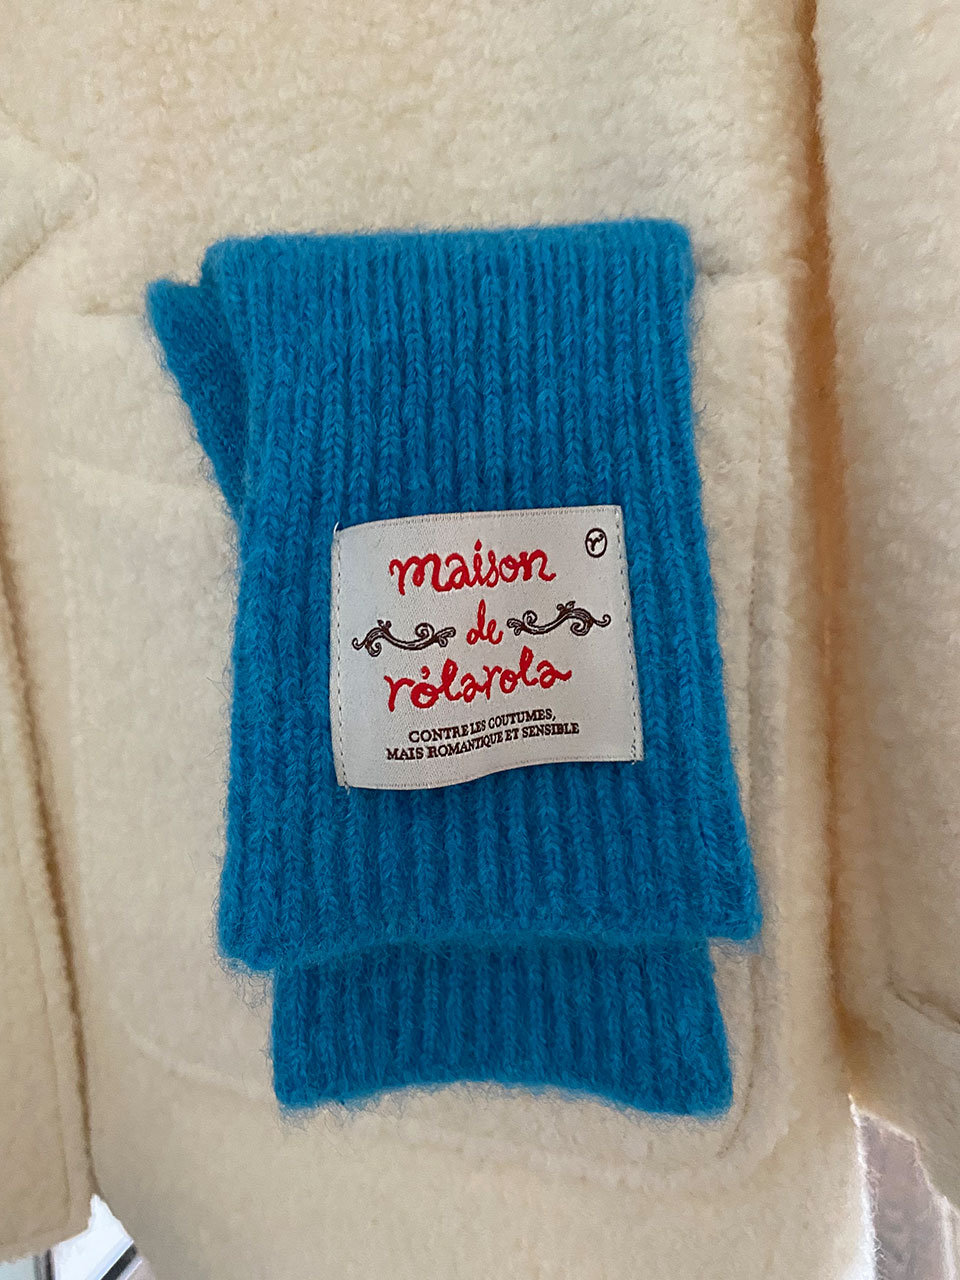 r
maison
de
rólarola
CONTRE LES COUTUMES,
MAIS ROMANTIQUE ET SENSIBLE